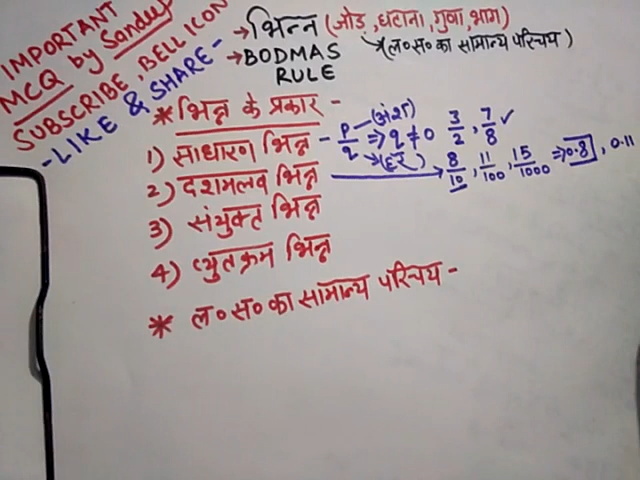 IMPORTANT
MCQ by Sandeep
SUBSCRIBE, BELL ICON
- LIKE & SHARE -
→ भिन्न (जोड़, घटाना, गुणा, भाग)
→ BODMAS RULE
(ल०स० का सामान्य परिचय)
* भिन्न के प्रकार -
1) साधारण भिन्न - p/q ⇒ q ≠ 0 3/2, 7/8 ✓
(अंश)
(हर)
2) दशमलव भिन्न → 8/10, 11/100, 15/1000 ⇒ 0.8, 0.11
3) संयुक्त भिन्न
4) व्युतक्रम भिन्न
* ल०स० का सामान्य परिचय -